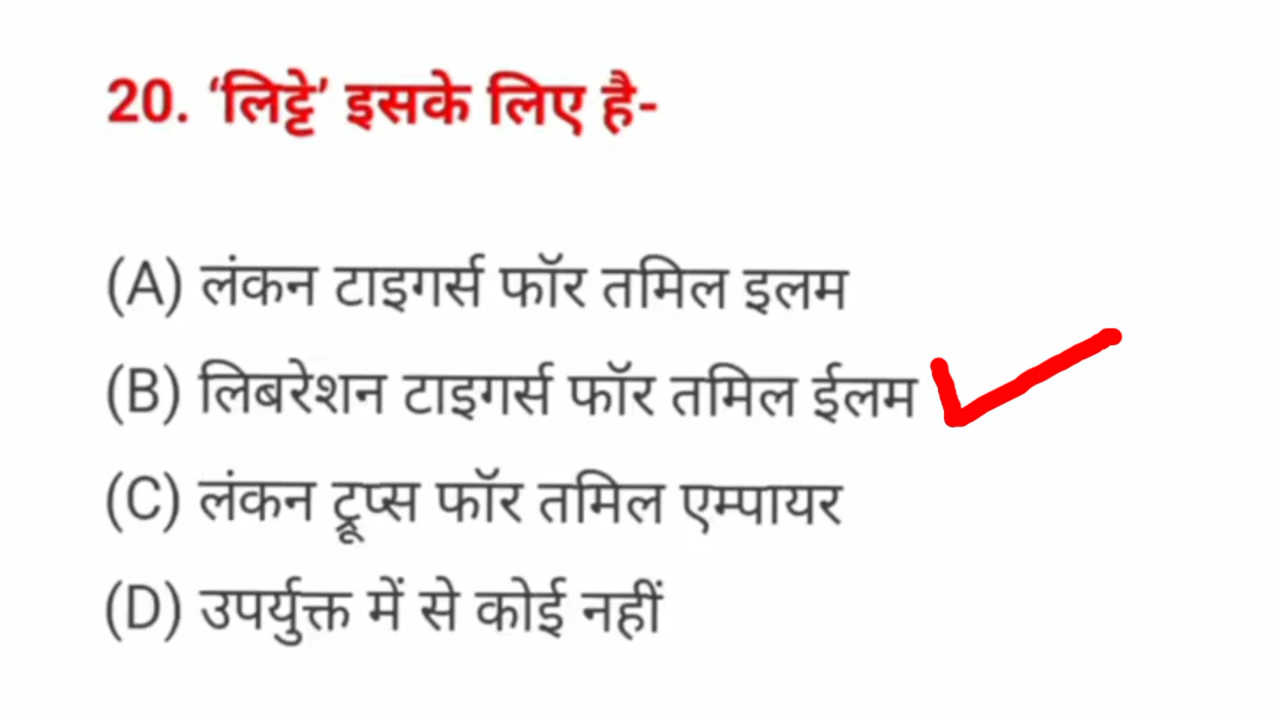 20. ‘लिट्टे’ इसके लिए है-
(A) लंकन टाइगर्स फॉर तमिल इलम
(B) लिबरेशन टाइगर्स फॉर तमिल ईलम
(C) लंकन ट्रूप्स फॉर तमिल एम्पायर
(D) उपर्युक्त में से कोई नहीं